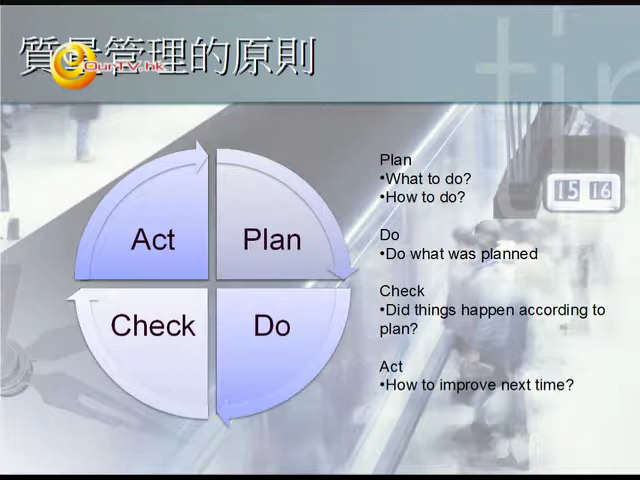 質量管理的原則
OurTV.hk
tin
15 16
Act
Plan
Check
Do
Plan
•What to do?
•How to do?
Do
•Do what was planned
Check
•Did things happen according to
plan?
Act
•How to improve next time?